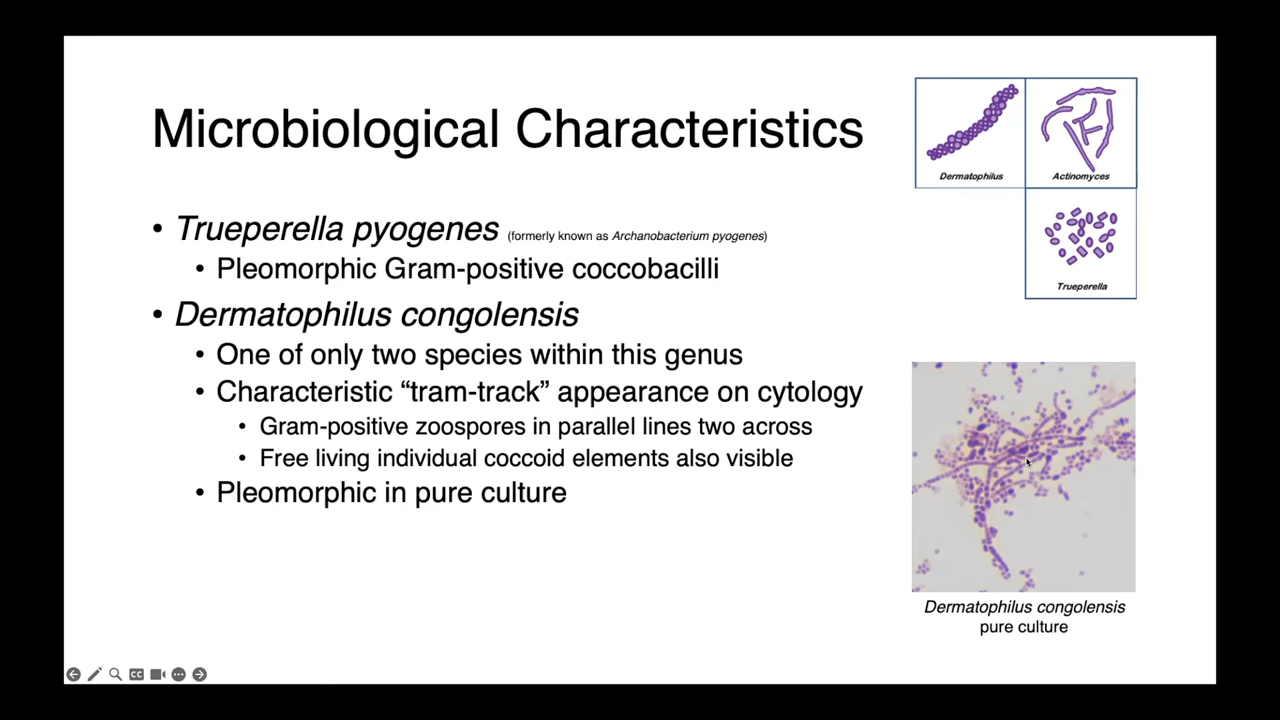 Microbiological Characteristics
Dermatophilus
Actinomyces
Trueperella
• Trueperella pyogenes (formerly known as Archanobacterium pyogenes)
• Pleomorphic Gram-positive coccobacilli
• Dermatophilus congolensis
• One of only two species within this genus
• Characteristic “tram-track” appearance on cytology
• Gram-positive zoospores in parallel lines two across
• Free living individual coccoid elements also visible
• Pleomorphic in pure culture
Dermatophilus congolensis
pure culture
CC